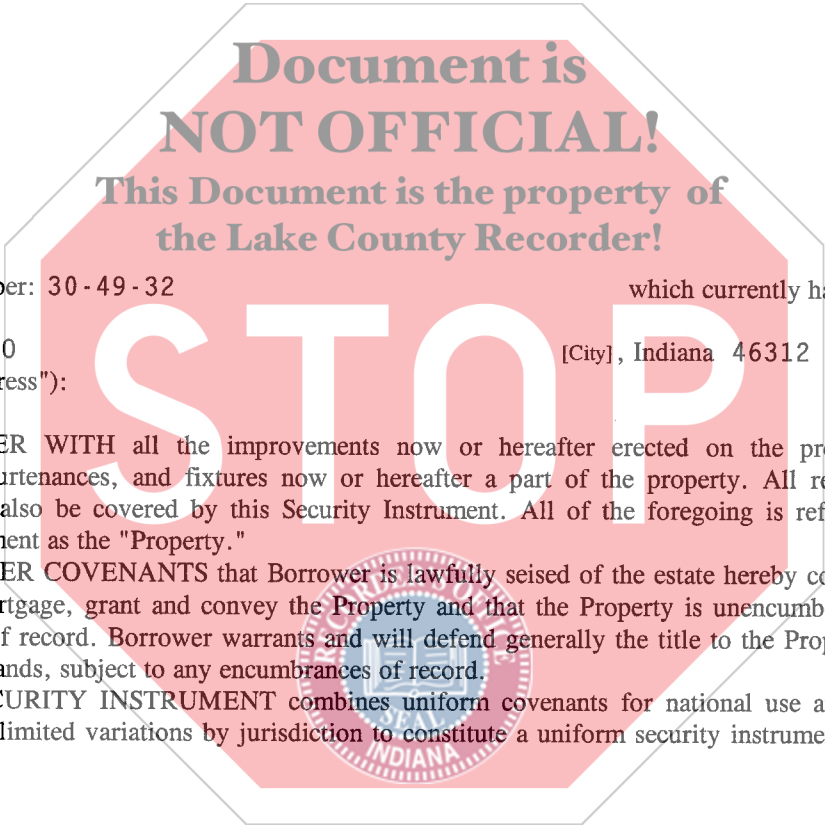 Document is
NOT OFFICIAL!
This Document is the property of
the Lake County Recorder!
er: 30-49-32 which currently ha
0 [City], Indiana 46312
ress"):
STOP
ER WITH all the improvements now or hereafter erected on the pr
urtenances, and fixtures now or hereafter a part of the property. All re
also be covered by this Security Instrument. All of the foregoing is ref
ent as the "Property."
ER COVENANTS that Borrower is lawfully seised of the estate hereby co
rtgage, grant and convey the Property and that the Property is unencumb
f record. Borrower warrants and will defend generally the title to the Prop
ands, subject to any encumbrances of record.
CURITY INSTRUMENT combines uniform covenants for national use a
limited variations by jurisdiction to constitute a uniform security instrume
SEAL
INDIANA